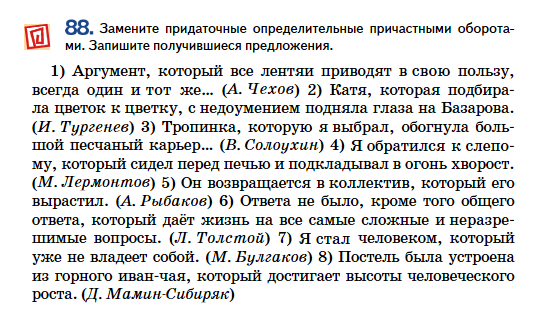 88. Замените придаточные определительные причастными оборота-
ми. Запишите получившиеся предложения.
1) Аргумент, который все лентяи приводят в свою пользу,
всегда один и тот же... (А. Чехов) 2) Катя, которая подбира-
ла цветок к цветку, с недоумением подняла глаза на Базарова.
(И. Тургенев) 3) Тропинка, которую я выбрал, обогнула боль-
шой песчаный карьер... (В. Солоухин) 4) Я обратился к слепо-
му, который сидел перед печью и подкладывал в огонь хворост.
(М. Лермонтов) 5) Он возвращается в коллектив, который его
вырастил. (А. Рыбаков) 6) Ответа не было, кроме того общего
ответа, который даёт жизнь на все самые сложные и неразре-
шимые вопросы. (Л. Толстой) 7) Я стал человеком, который
уже не владеет собой. (М. Булгаков) 8) Постель была устроена
из горного иван-чая, который достигает высоты человеческого
роста. (Д. Мамин-Сибиряк)